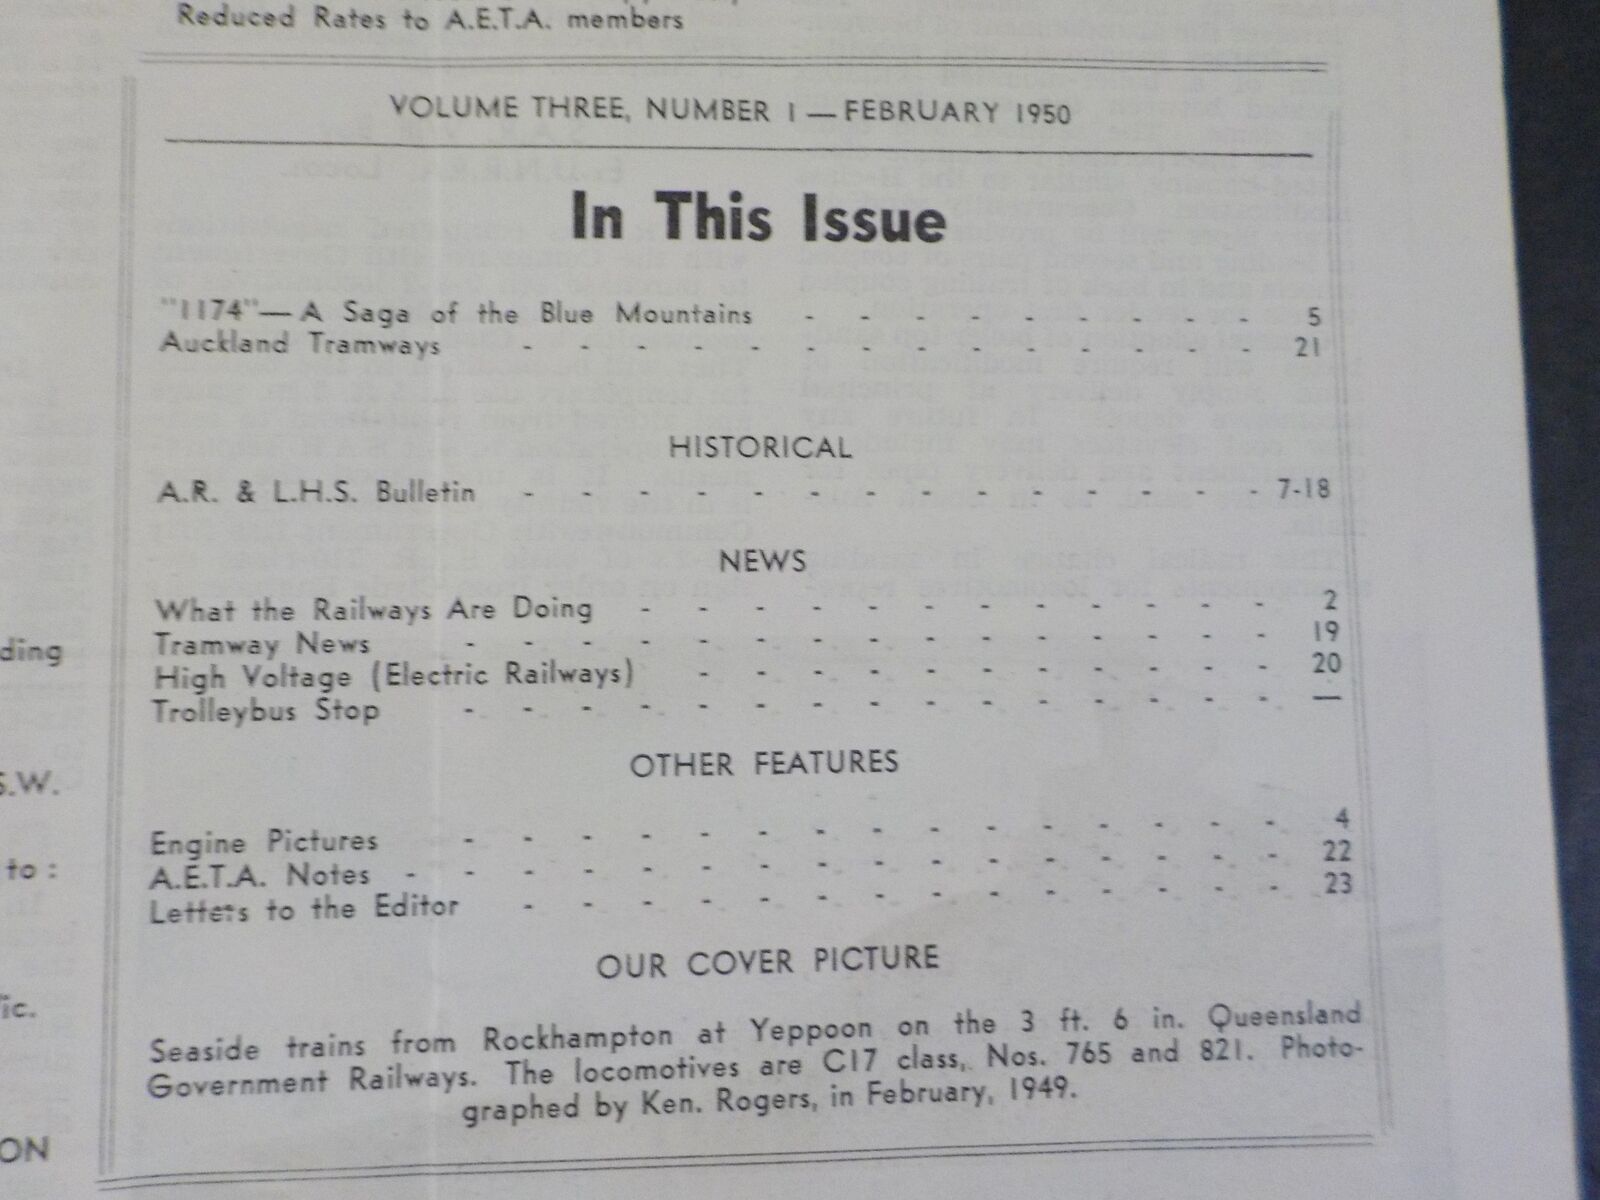 Reduced Rates to A.E.T.A. members
VOLUME THREE, NUMBER 1 — FEBRUARY 1950
In This Issue
"1174"— A Saga of the Blue Mountains - - - - - - - - - 5
Auckland Tramways - - - - - - - - - - - - - - 21
HISTORICAL
A.R. & L.H.S. Bulletin - - - - - - - - - - - - - - 7-18
NEWS
What the Railways Are Doing - - - - - - - - - - - - 2
Tramway News - - - - - - - - - - - - - - - 19
High Voltage (Electric Railways) - - - - - - - - - - - 20
Trolleybus Stop - - - - - - - - - - - - - - - —
OTHER FEATURES
Engine Pictures - - - - - - - - - - - - - - - 4
A.E.T.A. Notes - - - - - - - - - - - - - - - - 22
Letters to the Editor - - - - - - - - - - - - - - 23
OUR COVER PICTURE
Seaside trains from Rockhampton at Yeppoon on the 3 ft. 6 in. Queensland
Government Railways. The locomotives are C17 class, Nos. 765 and 821. Photo-
graphed by Ken. Rogers, in February, 1949.
ding
S.W.
to :
ic.
ON